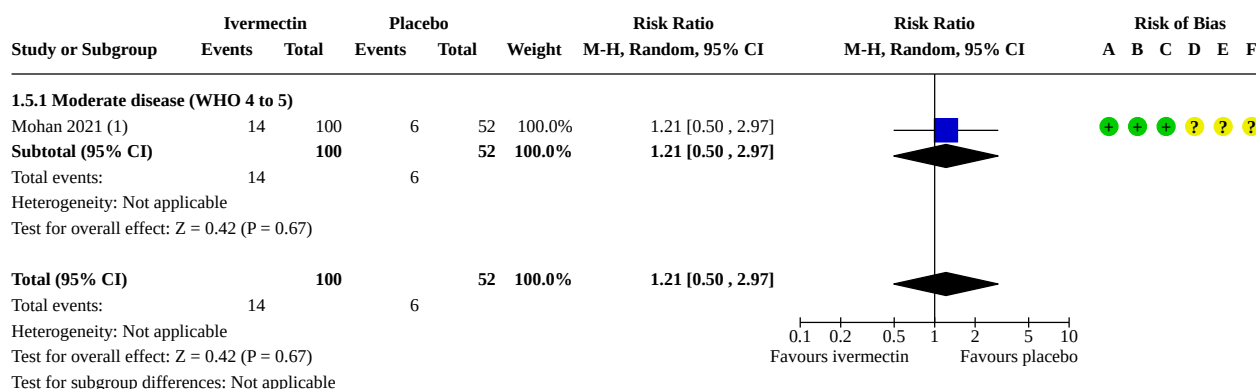 Ivermectin Placebo Risk Ratio Risk Ratio Risk of Bias
Study or Subgroup Events Total Events Total Weight M-H, Random, 95% CI M-H, Random, 95% CI A B C D E F
1.5.1 Moderate disease (WHO 4 to 5)
Mohan 2021 (1) 14 100 6 52 100.0% 1.21 [0.50 , 2.97] + + + ? ? ?
Subtotal (95% CI) 100 52 100.0% 1.21 [0.50 , 2.97]
Total events: 14 6
Heterogeneity: Not applicable
Test for overall effect: Z = 0.42 (P = 0.67)
Total (95% CI) 100 52 100.0% 1.21 [0.50 , 2.97]
Total events: 14 6
Heterogeneity: Not applicable 0.1 0.2 0.5 1 2 5 10
Test for overall effect: Z = 0.42 (P = 0.67) Favours ivermectin Favours placebo
Test for subgroup differences: Not applicable